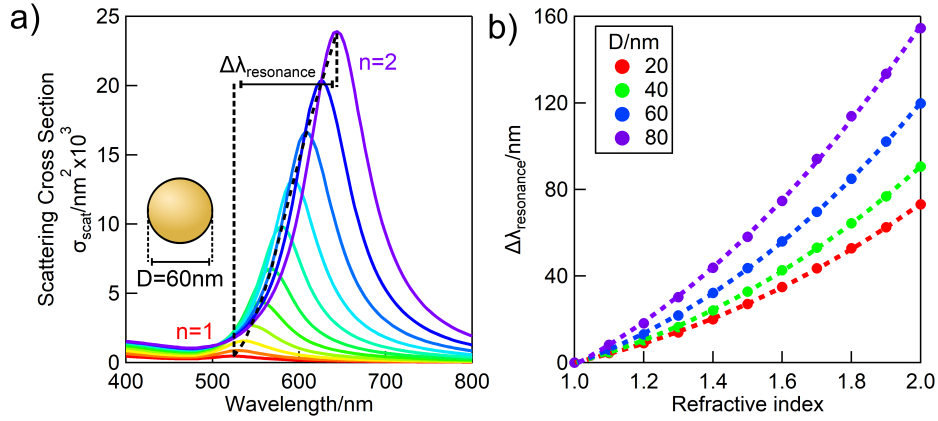 a)
Scattering Cross Section
σscat/nm²x10³
25
20
15
10
5
0
Δλresonance
n=2
D=60nm
n=1
400
500
600
700
800
Wavelength/nm
b)
Δλresonance/nm
160
120
80
40
0
D/nm
20
40
60
80
1.0
1.2
1.4
1.6
1.8
2.0
Refractive index